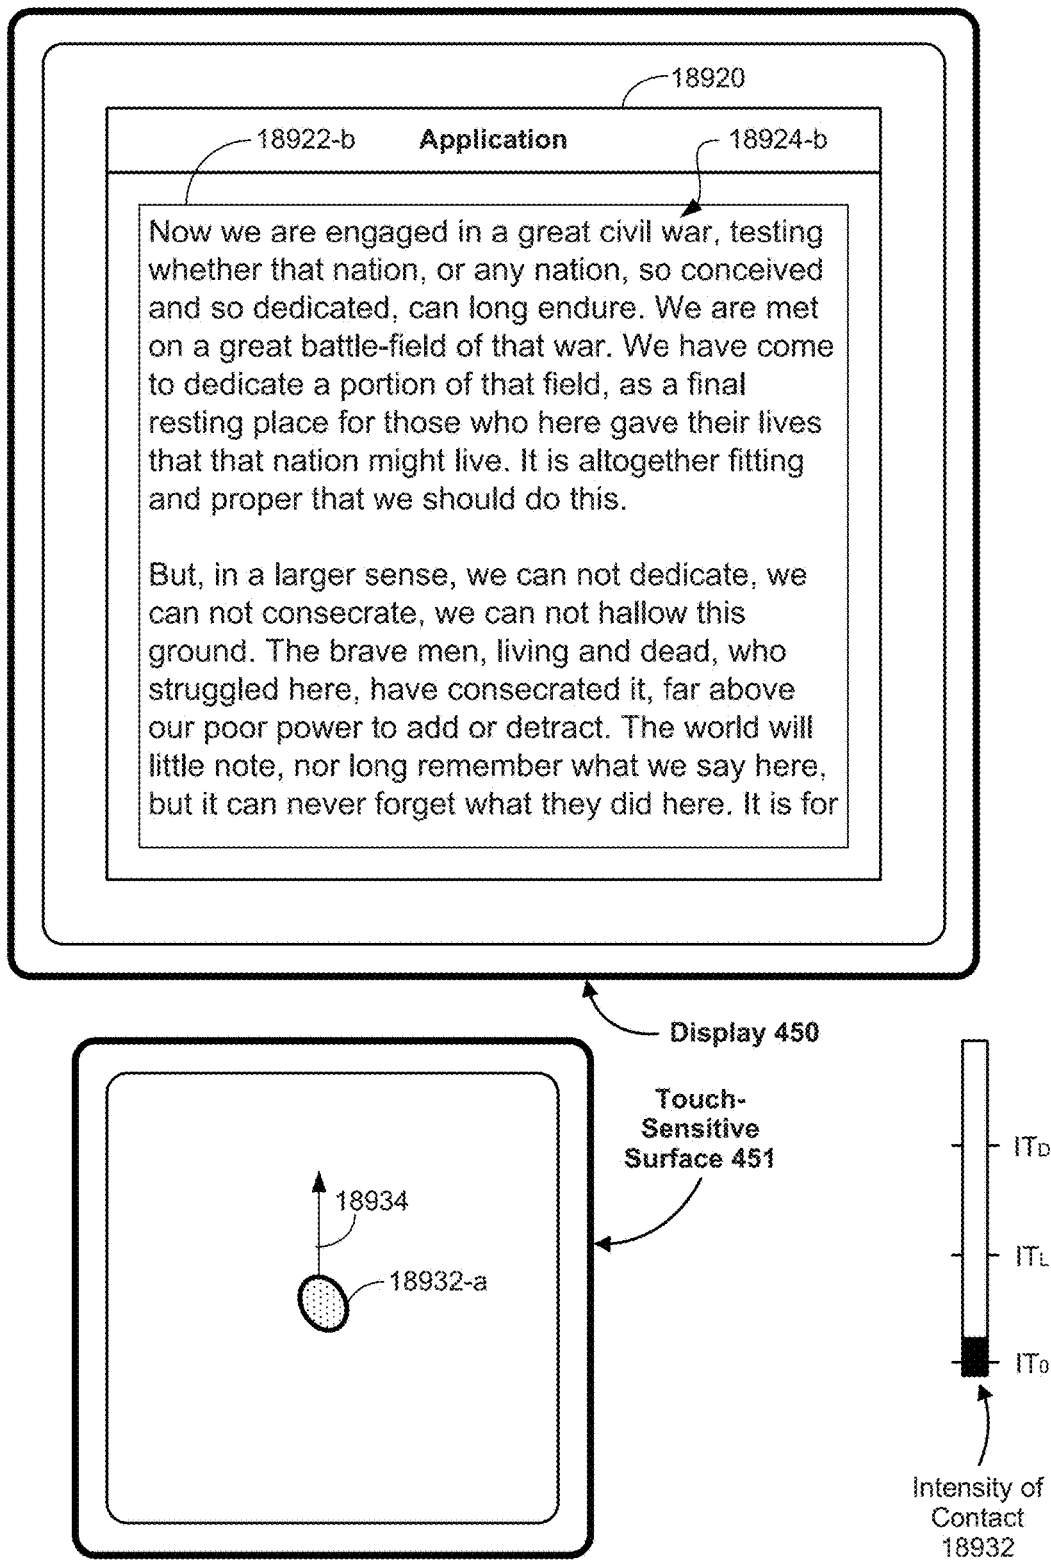 18920
18922-b Application 18924-b
Now we are engaged in a great civil war, testing
whether that nation, or any nation, so conceived
and so dedicated, can long endure. We are met
on a great battle-field of that war. We have come
to dedicate a portion of that field, as a final
resting place for those who here gave their lives
that that nation might live. It is altogether fitting
and proper that we should do this.
But, in a larger sense, we can not dedicate, we
can not consecrate, we can not hallow this
ground. The brave men, living and dead, who
struggled here, have consecrated it, far above
our poor power to add or detract. The world will
little note, nor long remember what we say here,
but it can never forget what they did here. It is for
Display 450
Touch-
Sensitive
Surface 451
18934
18932-a
ITD
ITL
IT0
Intensity of
Contact
18932